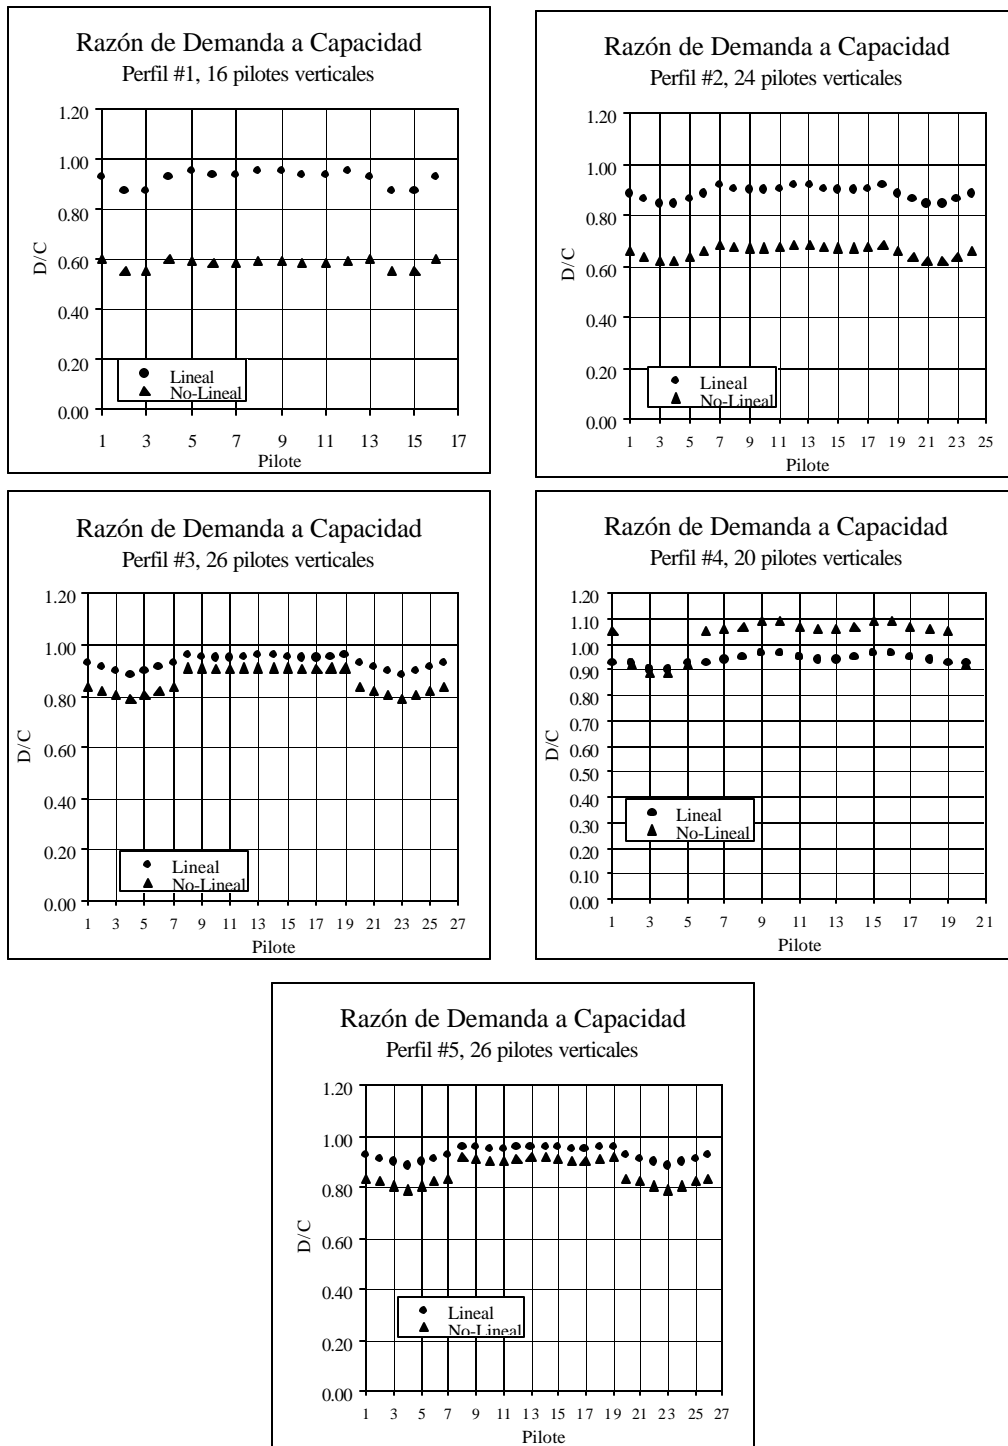 Razón de Demanda a Capacidad
Perfil #1, 16 pilotes verticales
1.20
1.00
0.80
0.60
0.40
0.20
0.00
D/C
Lineal
No-Lineal
1 3 5 7 9 11 13 15 17
Pilote
Razón de Demanda a Capacidad
Perfil #2, 24 pilotes verticales
1.20
1.00
0.80
0.60
0.40
0.20
0.00
D/C
Lineal
No-Lineal
1 3 5 7 9 11 13 15 17 19 21 23 25
Pilote
Razón de Demanda a Capacidad
Perfil #3, 26 pilotes verticales
1.20
1.00
0.80
0.60
0.40
0.20
0.00
D/C
Lineal
No-Lineal
1 3 5 7 9 11 13 15 17 19 21 23 25 27
Pilote
Razón de Demanda a Capacidad
Perfil #4, 20 pilotes verticales
1.20
1.10
1.00
0.90
0.80
0.70
0.60
0.50
0.40
0.30
0.20
0.10
0.00
D/C
Lineal
No-Lineal
1 3 5 7 9 11 13 15 17 19 21
Pilote
Razón de Demanda a Capacidad
Perfil #5, 26 pilotes verticales
1.20
1.00
0.80
0.60
0.40
0.20
0.00
D/C
Lineal
No-Lineal
1 3 5 7 9 11 13 15 17 19 21 23 25 27
Pilote